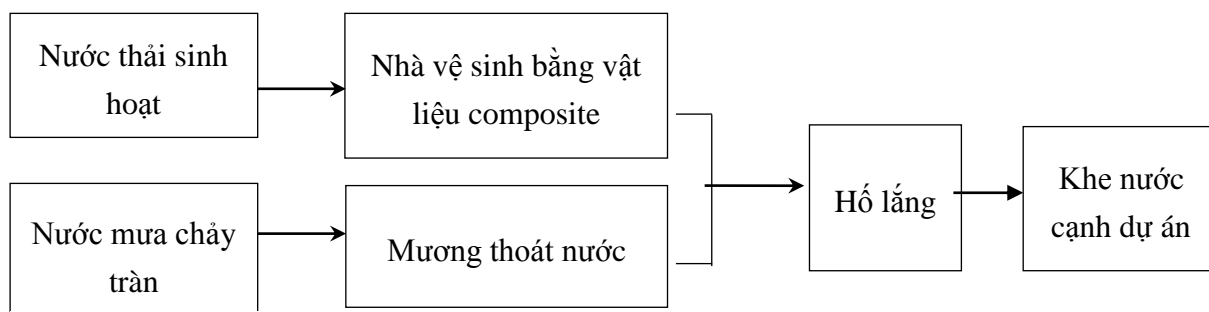 Nước thải sinh
hoạt
Nhà vệ sinh bằng vật
liệu composite
Nước mưa chảy
tràn
Mương thoát nước
Hố lắng
Khe nước
cạnh dự án